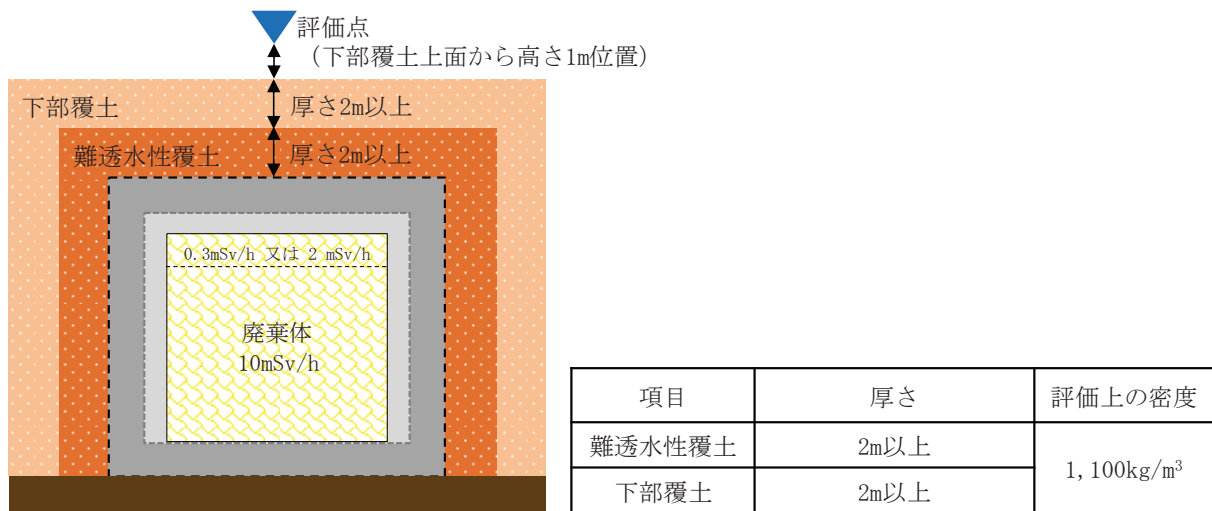 評価点
（下部覆土上面から高さ1m位置）
下部覆土
厚さ2m以上
難透水性覆土
厚さ2m以上
0.3mSv/h 又は 2 mSv/h
廃棄体
10mSv/h
項目 厚さ 評価上の密度
難透水性覆土 2m以上
1,100kg/m³
下部覆土 2m以上